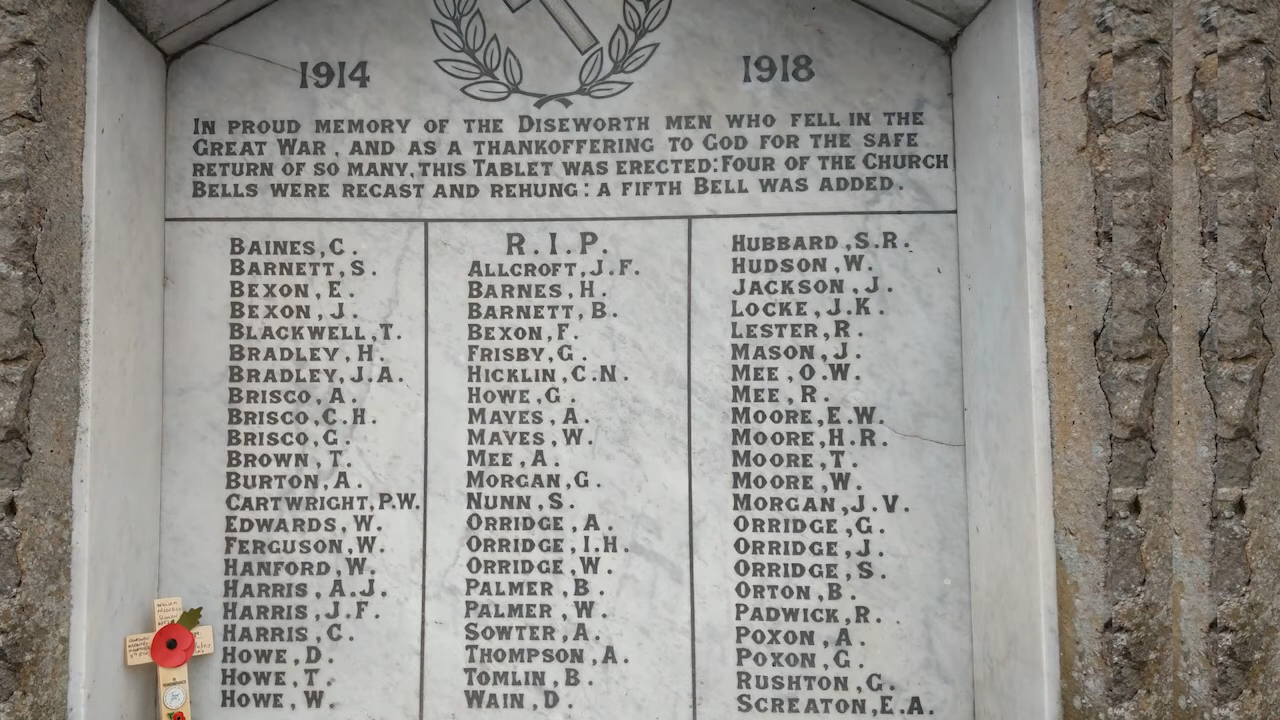 1914
1918
IN PROUD MEMORY OF THE DISEWORTH MEN WHO FELL IN THE
GREAT WAR, AND AS A THANKOFFERING TO GOD FOR THE SAFE
RETURN OF SO MANY, THIS TABLET WAS ERECTED: FOUR OF THE CHURCH
BELLS WERE RECAST AND REHUNG: A FIFTH BELL WAS ADDED.
BAINES, C.
BARNETT, S.
BEXON, E.
BEXON, J.
BLACKWELL, T.
BRADLEY, H.
BRADLEY, J.A.
BRISCO, A.
BRISCO, C.H.
BRISCO, G.
BROWN, T.
BURTON, A.
CARTWRIGHT, P.W.
EDWARDS, W.
FERGUSON, W.
HANFORD, W.
HARRIS, A.J.
HARRIS, J.F.
HARRIS, C.
HOWE, D.
HOWE, T.
HOWE, W.
R.I.P.
ALLCROFT, J.F.
BARNES, H.
BARNETT, B.
BEXON, F.
FRISBY, G.
HICKLIN, C.N.
HOWE, G.
MAYES, A.
MAYES, W.
MEE, A.
MORGAN, G.
NUNN, S.
ORRIDGE, A.
ORRIDGE, I.H.
ORRIDGE, W.
PALMER, B.
PALMER, W.
SOWTER, A.
THOMPSON, A.
TOMLIN, B.
WAIN, D.
HUBBARD, S.R.
HUDSON, W.
JACKSON, J.
LOCKE, J.K.
LESTER, R.
MASON, J.
MEE, O.W.
MEE, R.
MOORE, E.W.
MOORE, H.R.
MOORE, T.
MOORE, W.
MORGAN, J.V.
ORRIDGE, G.
ORRIDGE, J.
ORRIDGE, S.
ORTON, B.
PADWICK, R.
POXON, A.
POXON, G.
RUSHTON, G.
SCREATON, E.A.